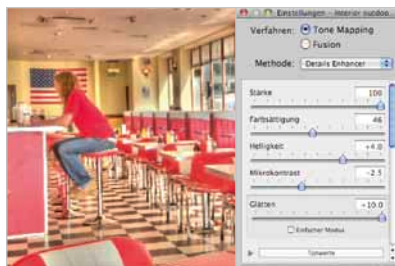 Einstellungen - Interior outdoo...
Verfahren: Tone Mapping
Fusion
Methode: Details Enhancer
Stärke 100
Farbsättigung 46
Helligkeit +4.0
Mikrokontrast -2.5
Glätten +10.0
Einfacher Modus
Tonwerte